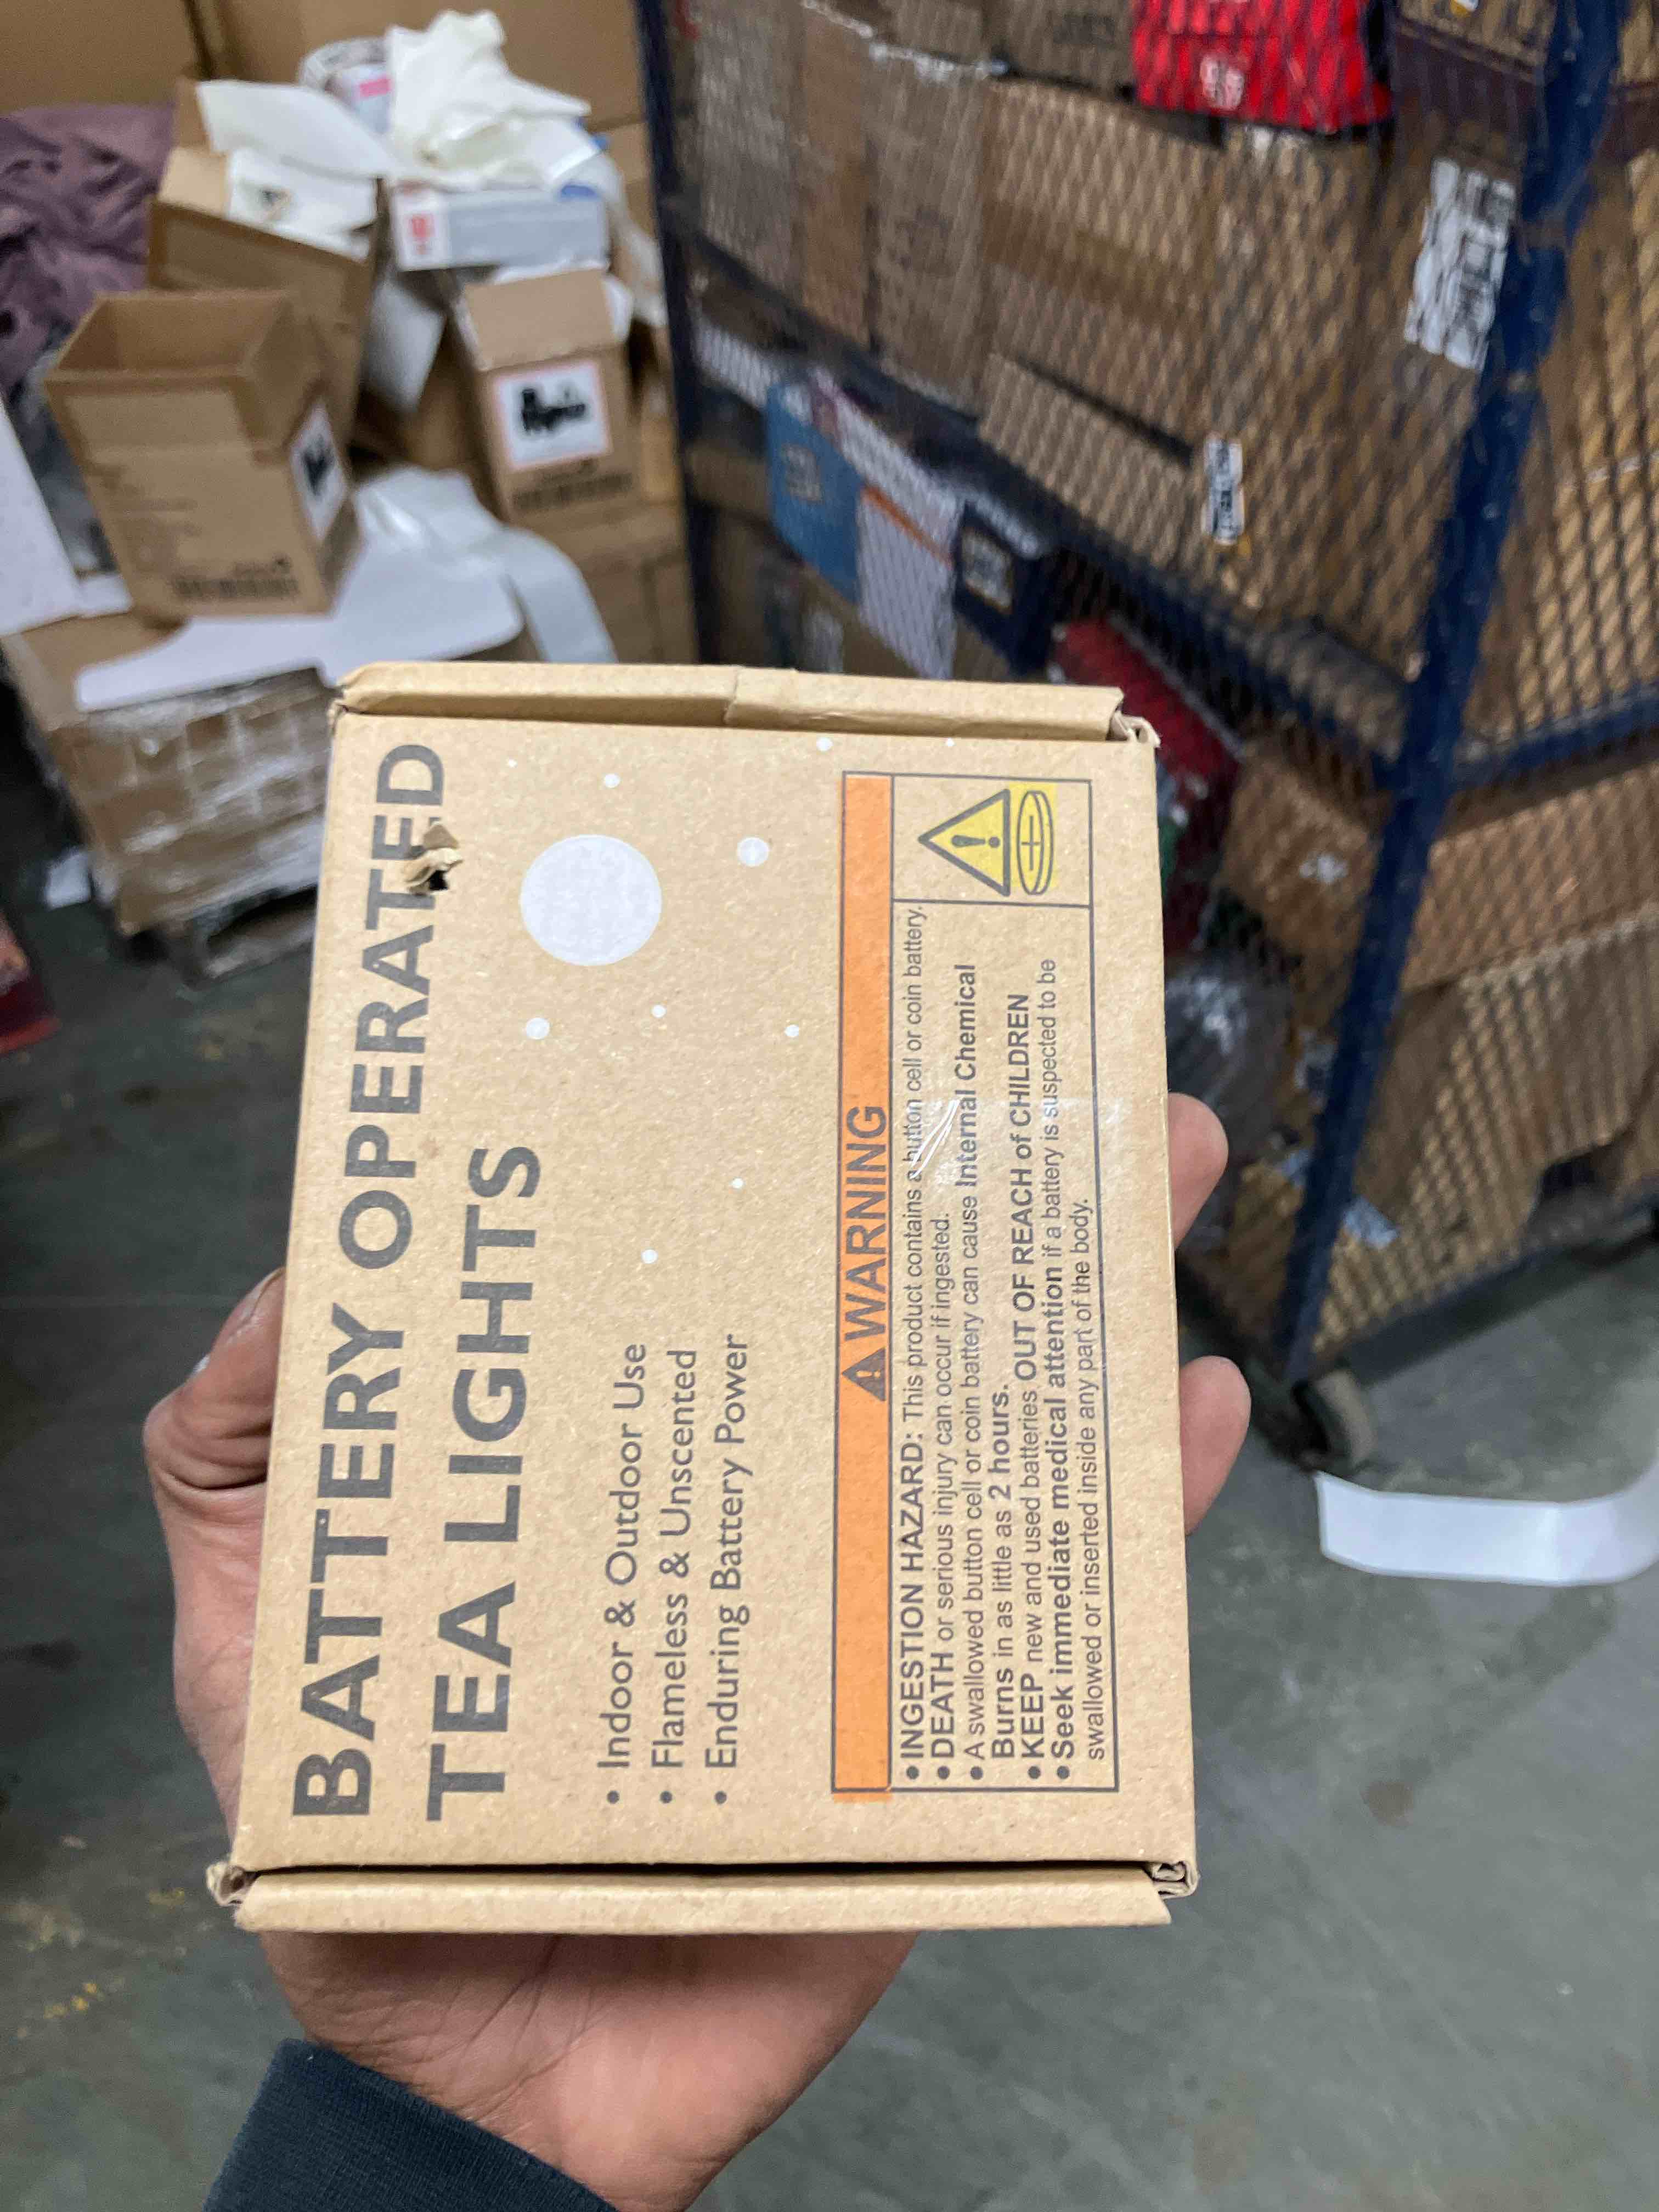 BATTERY OPERATED
TEA LIGHTS
• Indoor & Outdoor Use
• Flameless & Unscented
• Enduring Battery Power
WARNING
• INGESTION HAZARD: This product contains a button cell or coin battery.
• DEATH or serious injury can occur if ingested.
• A swallowed button cell or coin battery can cause Internal Chemical
Burns in as little as 2 hours.
• KEEP new and used batteries OUT OF REACH of CHILDREN
• Seek immediate medical attention if a battery is suspected to be
swallowed or inserted inside any part of the body.